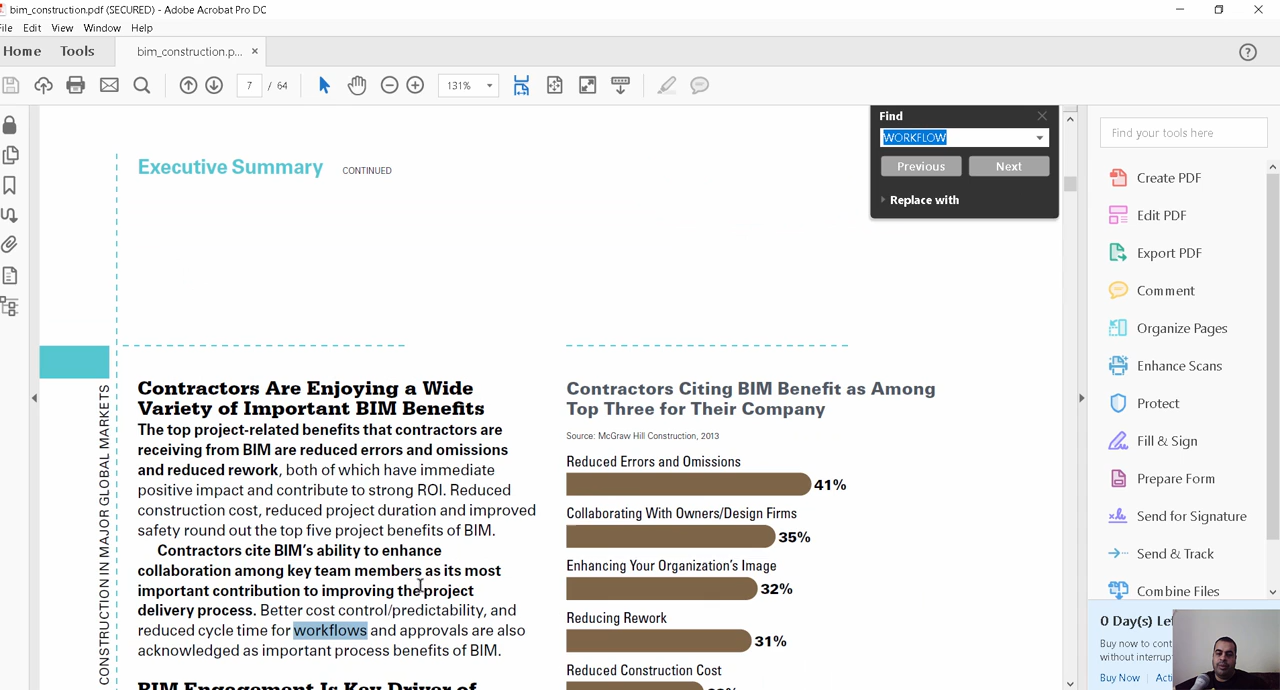 bim_construction.pdf (SECURED) - Adobe Acrobat Pro DC
File Edit View Window Help
Home Tools bim_construction.p... ×
7 / 64 131%
Find
WORKFLOW
Previous Next
Replace with
Find your tools here
Create PDF
Edit PDF
Export PDF
Comment
Organize Pages
Enhance Scans
Protect
Fill & Sign
Prepare Form
Send for Signature
Send & Track
Combine Files
0 Day(s)
Buy now to
without
Buy Now
Executive Summary CONTINUED
CONSTRUCTION IN MAJOR GLOBAL MARKETS
Contractors Are Enjoying a Wide
Variety of Important BIM Benefits
The top project-related benefits that contractors are
receiving from BIM are reduced errors and omissions
and reduced rework, both of which have immediate
positive impact and contribute to strong ROI. Reduced
construction cost, reduced project duration and improved
safety round out the top five project benefits of BIM.
Contractors cite BIM's ability to enhance
collaboration among key team members as its most
important contribution to improving the project
delivery process. Better cost control/predictability, and
reduced cycle time for workflows and approvals are also
acknowledged as important process benefits of BIM.
BIM Engagement Is Key Driver of
Contractors Citing BIM Benefit as Among
Top Three for Their Company
Source: McGraw Hill Construction, 2013
Reduced Errors and Omissions
41%
Collaborating With Owners/Design Firms
35%
Enhancing Your Organization's Image
32%
Reducing Rework
31%
Reduced Construction Cost